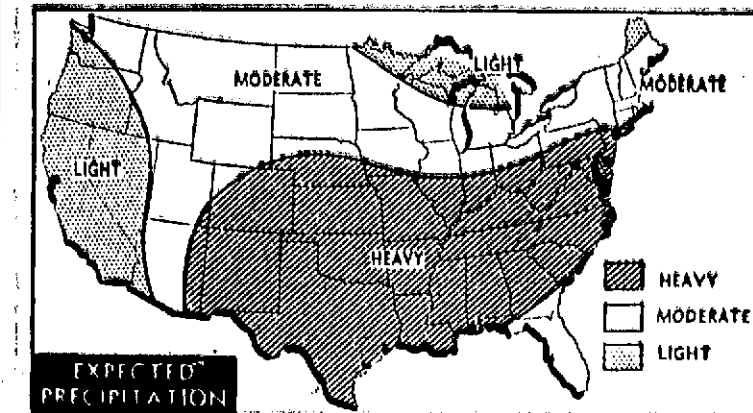 LIGHT
MODERATE
MODERATE
LIGHT
HEAVY
HEAVY
MODERATE
LIGHT
EXPECTED
PRECIPITATION